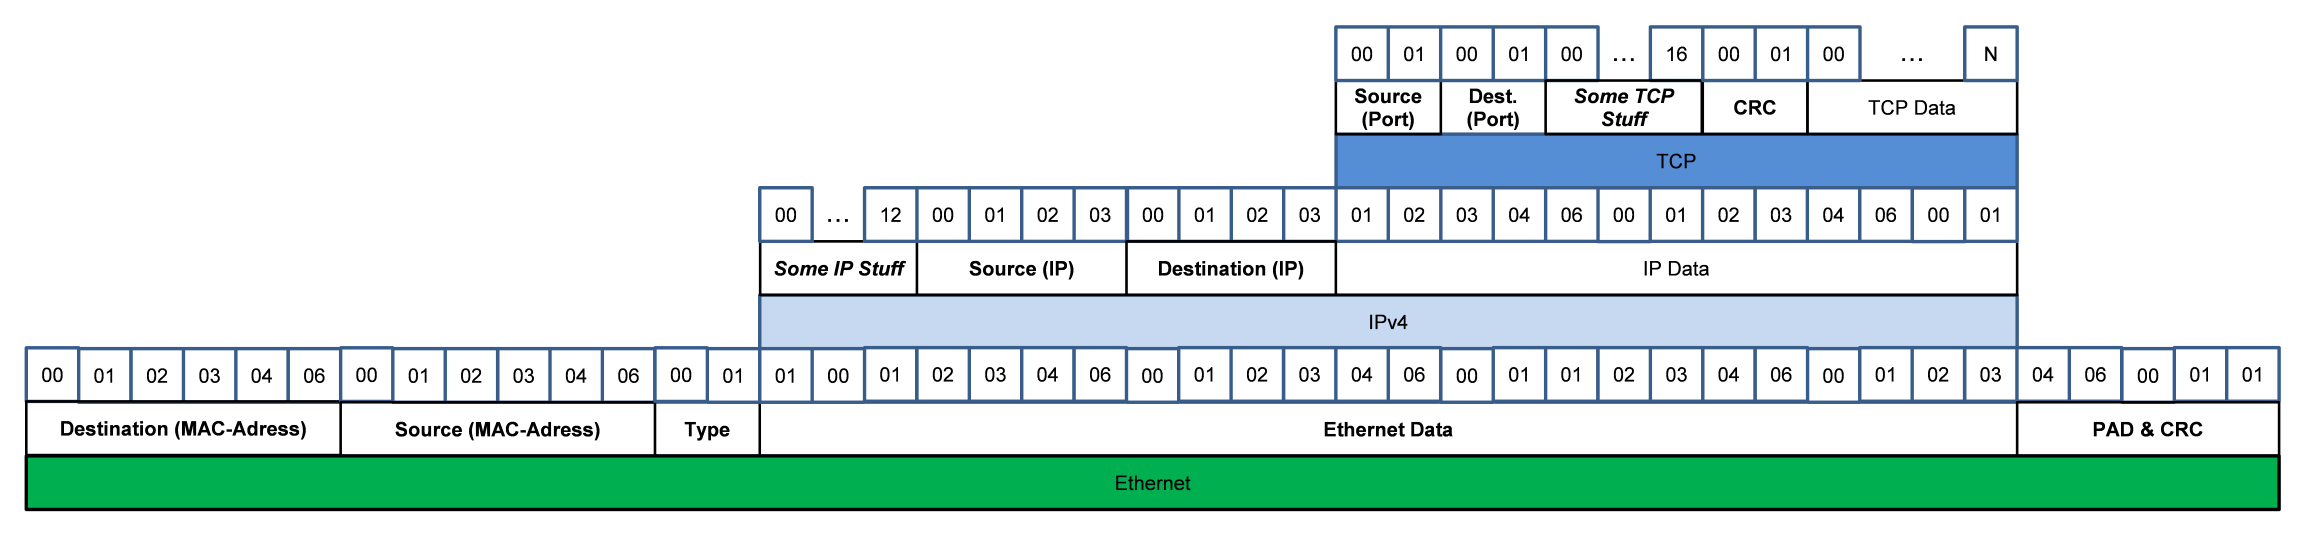 00 01 00 01 00 ... 16 00 01 00 ... N
Source (Port) Dest. (Port) Some TCP Stuff CRC TCP Data
TCP
00 ... 12 00 01 02 03 00 01 02 03 01 02 03 04 06 00 01 02 03 04 06 00 01
Some IP Stuff Source (IP) Destination (IP) IP Data
IPv4
00 01 02 03 04 06 00 01 02 03 04 06 00 01 01 00 01 02 03 04 06 00 01 02 03 04 06 00 01 01 02 03 04 06 00 01 02 03 04 06 00 01 01
Destination (MAC-Adress) Source (MAC-Adress) Type Ethernet Data PAD & CRC
Ethernet